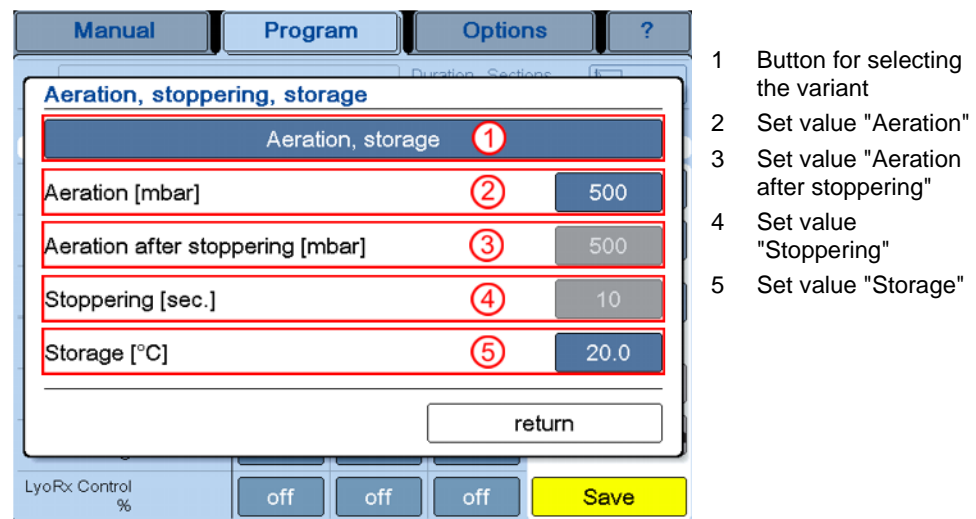 Manual Program Options ?
Duration Sections
Aeration, stoppering, storage
Aeration, storage 1
Aeration [mbar] 2 500
Aeration after stoppering [mbar] 3 500
Stoppering [sec.] 4 10
Storage [°C] 5 20.0
return
LyoRx Control
% off off off Save
1 Button for selecting
the variant
2 Set value "Aeration"
3 Set value "Aeration
after stoppering"
4 Set value
"Stoppering"
5 Set value "Storage"